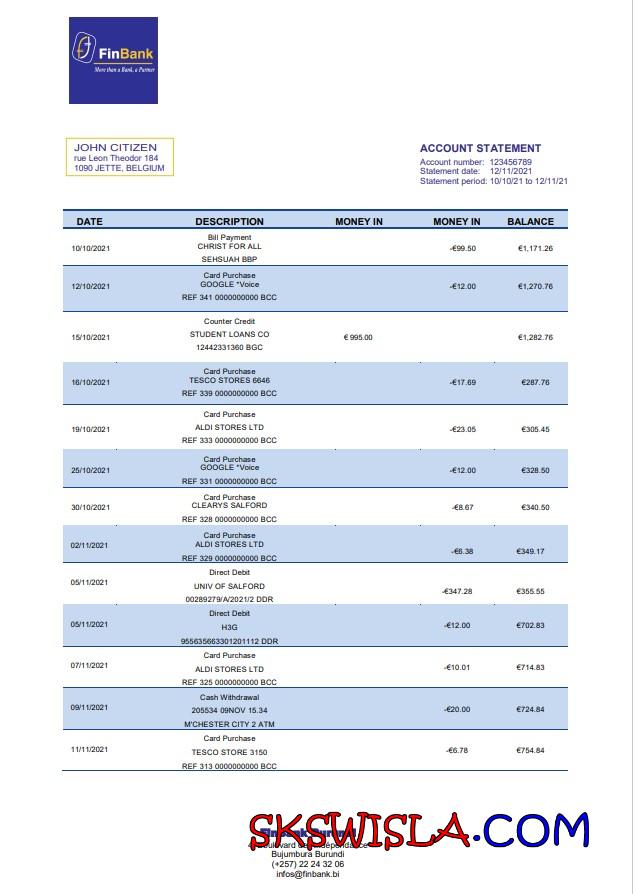 FinBank
More than a Bank, a Partner
JOHN CITIZEN
rue Leon Theodor 184
1090 JETTE, BELGIUM
ACCOUNT STATEMENT
Account number: 123456789
Statement date: 12/11/2021
Statement period: 10/10/21 to 12/11/21
DATE DESCRIPTION MONEY IN MONEY IN BALANCE
Bill Payment
CHRIST FOR ALL
10/10/2021 -€99.50 €1,171.26
SEHSUAH BBP
Card Purchase
GOOGLE *Voice
12/10/2021 -€12.00 €1,270.76
REF 341 0000000000 BCC
Counter Credit
STUDENT LOANS CO
15/10/2021 € 995.00 €1,282.76
12442331360 BGC
Card Purchase
16/10/2021 TESCO STORES 6646 -€17.69 €287.76
REF 339 0000000000 BCC
Card Purchase
19/10/2021 ALDI STORES LTD -€23.05 €305.45
REF 333 0000000000 BCC
Card Purchase
25/10/2021 GOOGLE *Voice -€12.00 €328.50
REF 331 0000000000 BCC
Card Purchase
30/10/2021 CLEARYS SALFORD -€8.67 €340.50
REF 328 0000000000 BCC
Card Purchase
02/11/2021 ALDI STORES LTD -€6.38 €349.17
REF 329 0000000000 BCC
Direct Debit
05/11/2021 UNIV OF SALFORD -€347.28 €355.55
00289279/A/2021/2 DDR
Direct Debit
05/11/2021 H3G -€12.00 €702.83
955635663301201112 DDR
Card Purchase
07/11/2021 ALDI STORES LTD -€10.01 €714.83
REF 325 0000000000 BCC
Cash Withdrawal
09/11/2021 205534 09NOV 15.34 -€20.00 €724.84
M'CHESTER CITY 2 ATM
Card Purchase
11/11/2021 TESCO STORE 3150 -€6.78 €754.84
REF 313 0000000000 BCC
SKSWISLA.COM
Bujumbura Burundi
(+257) 22 24 32 06
infos@finbank.bi